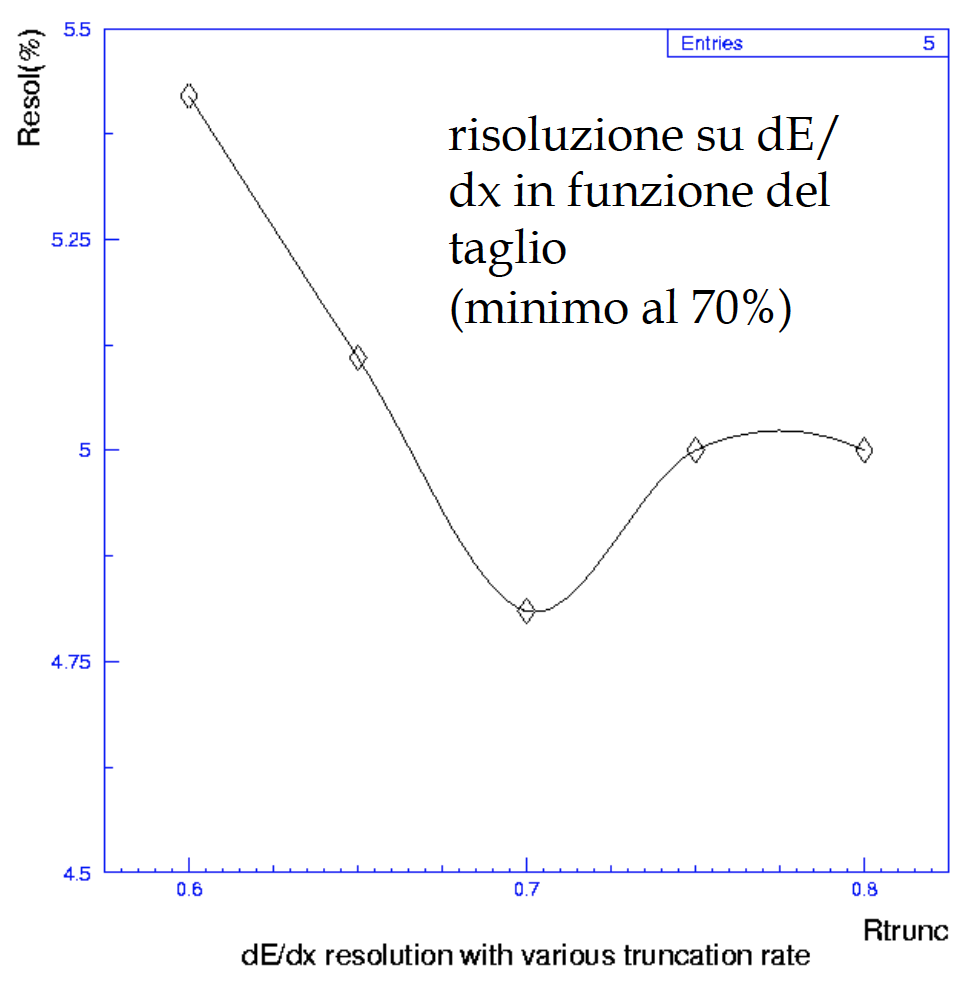 Resol(%)
5.5
5.25
5
4.75
4.5
Entries 5
risoluzione su dE/
dx in funzione del
taglio
(minimo al 70%)
0.6 0.7 0.8
Rtrunc
dE/dx resolution with various truncation rate